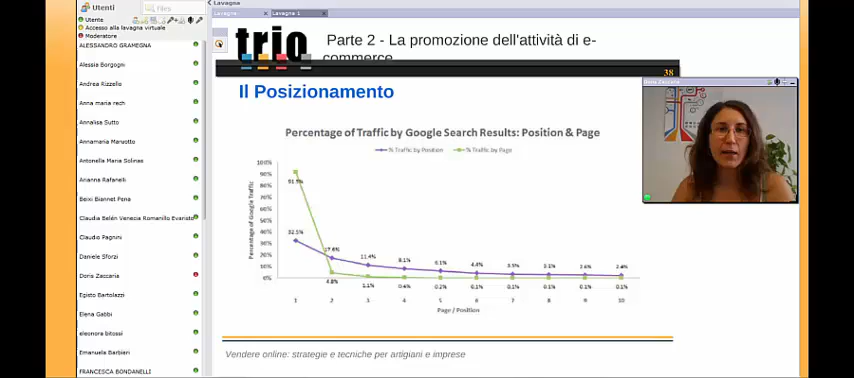 Utenti
Files
Utente
Accesso alla lavagna virtuale
Moderatore
ALESSANDRO GRAMEGNA
Alessia Borgogni
Andrea Rizzello
Anna maria rech
Annalisa Sutto
Annamaria Maruotto
Antonella Maria Solinas
Arianna Rafanelli
Beixi Biannet Pena
Claudia Belén Venecia Romanillo Evaristo
Claudio Pagnini
Daniele Sforzi
Doris Zaccaria
Egisto Bartolazzi
Elena Gabbi
eleonora bitossi
Emanuela Barbieri
FRANCESCA BONDANELLI
Lavagne
Lavagna
Lavagna 1
trio
Parte 2 - La promozione dell'attività di e-
commerce
38
Il Posizionamento
Doris Zaccaria
Percentage of Traffic by Google Search Results: Position & Page
% Traffic by Position
% Traffic by Page
Percentage of Google Traffic
100%
90%
80%
70%
60%
50%
40%
30%
20%
10%
0%
91.5%
32.5%
17.6%
11.4%
8.1%
6.1%
4.4%
3.5%
3.1%
2.6%
2.4%
4.8%
1.1%
0.4%
0.2%
0.1%
0.1%
0.1%
0.1%
0.1%
1 2 3 4 5 6 7 8 9 10
Page / Position
Vendere online: strategie e tecniche per artigiani e imprese